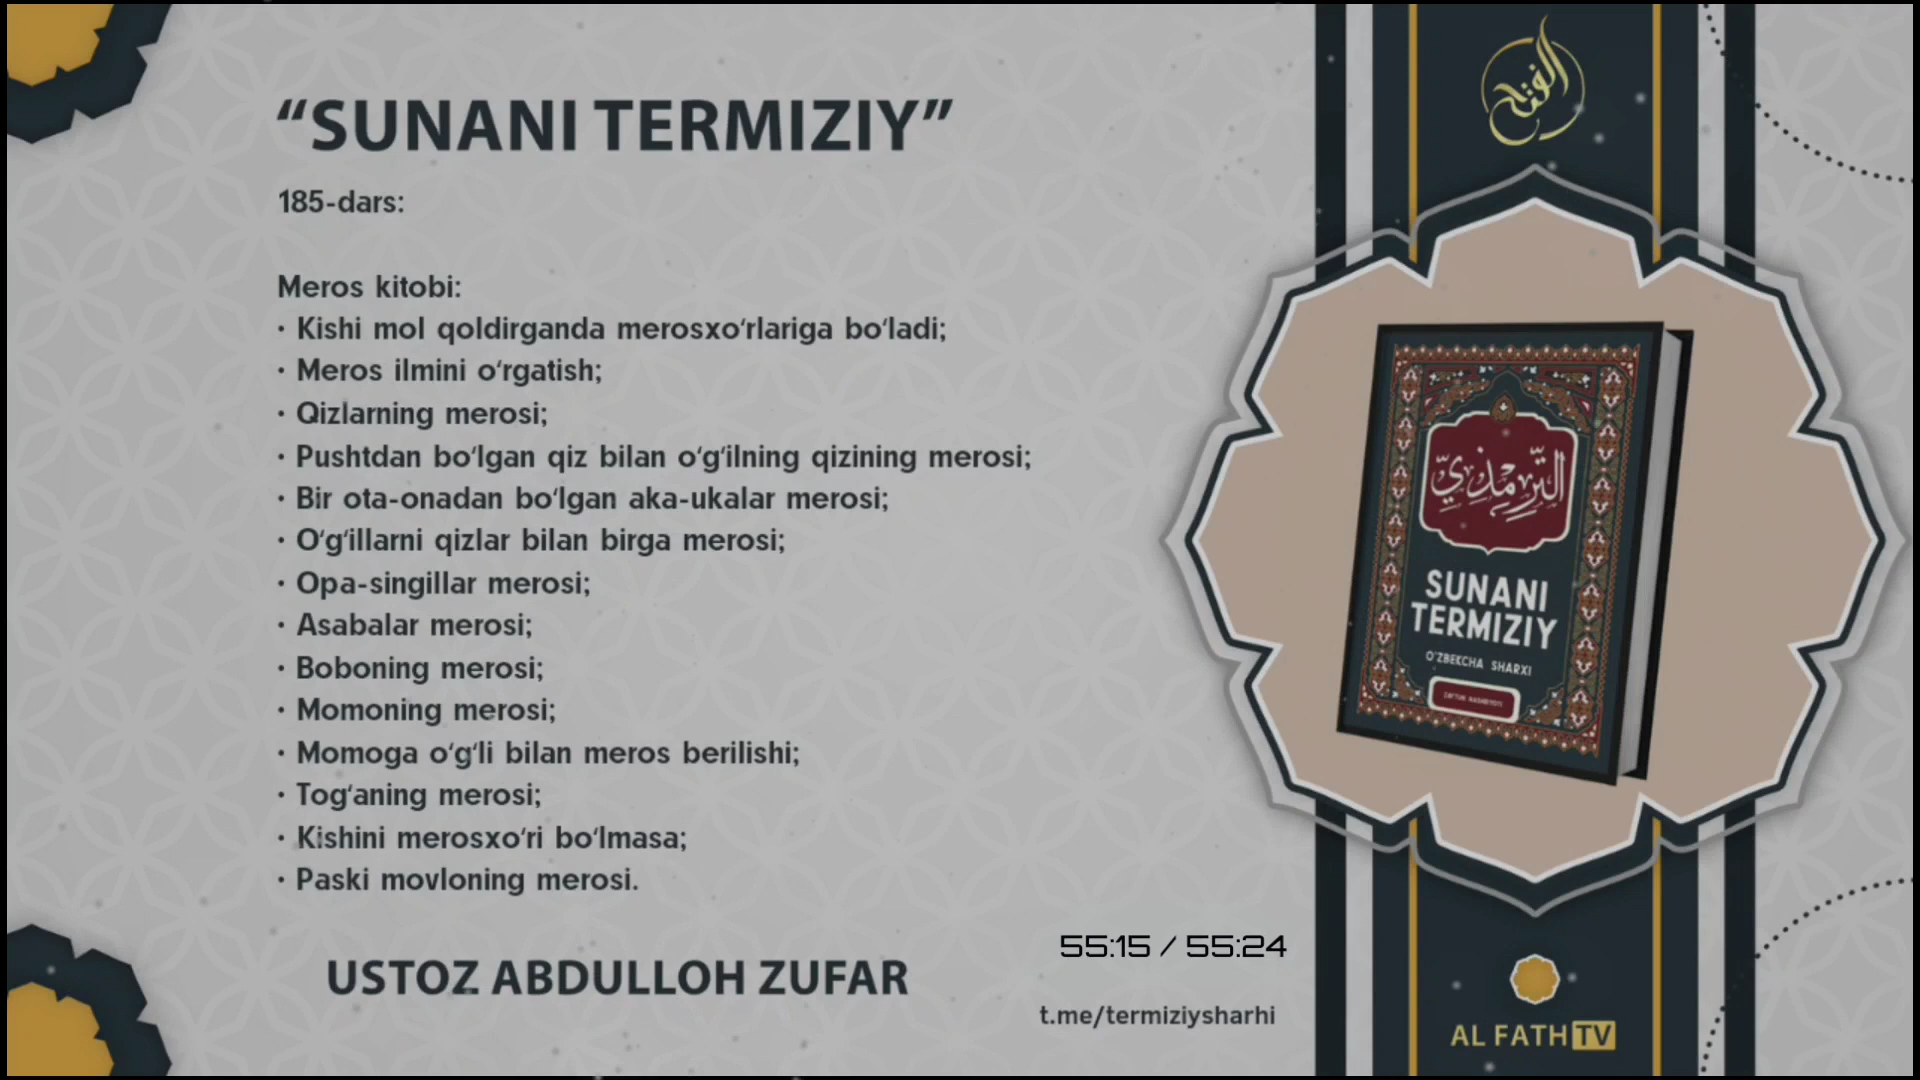 “SUNANI TERMIZIY”
185-dars:
Meros kitobi:
· Kishi mol qoldirganda merosxo‘rlariga bo‘ladi;
· Meros ilmini o‘rgatish;
· Qizlarning merosi;
· Pushtdan bo‘lgan qiz bilan o‘g‘ilning qizining merosi;
· Bir ota-onadan bo‘lgan aka-ukalar merosi;
· O‘g‘illarni qizlar bilan birga merosi;
· Opa-singillar merosi;
· Asabalar merosi;
· Boboning merosi;
· Momoning merosi;
· Momoga o‘g‘li bilan meros berilishi;
· Tog‘aning merosi;
· Kishini merosxo‘ri bo‘lmasa;
· Paski movloning merosi.
USTOZ ABDULLOH ZUFAR
55:15 / 55:24
t.me/termiziysharhi
الفتح
التِّرْمِذِيّ
SUNANI
TERMIZIY
O‘ZBEKCHA SHARXI
AL FATH TV